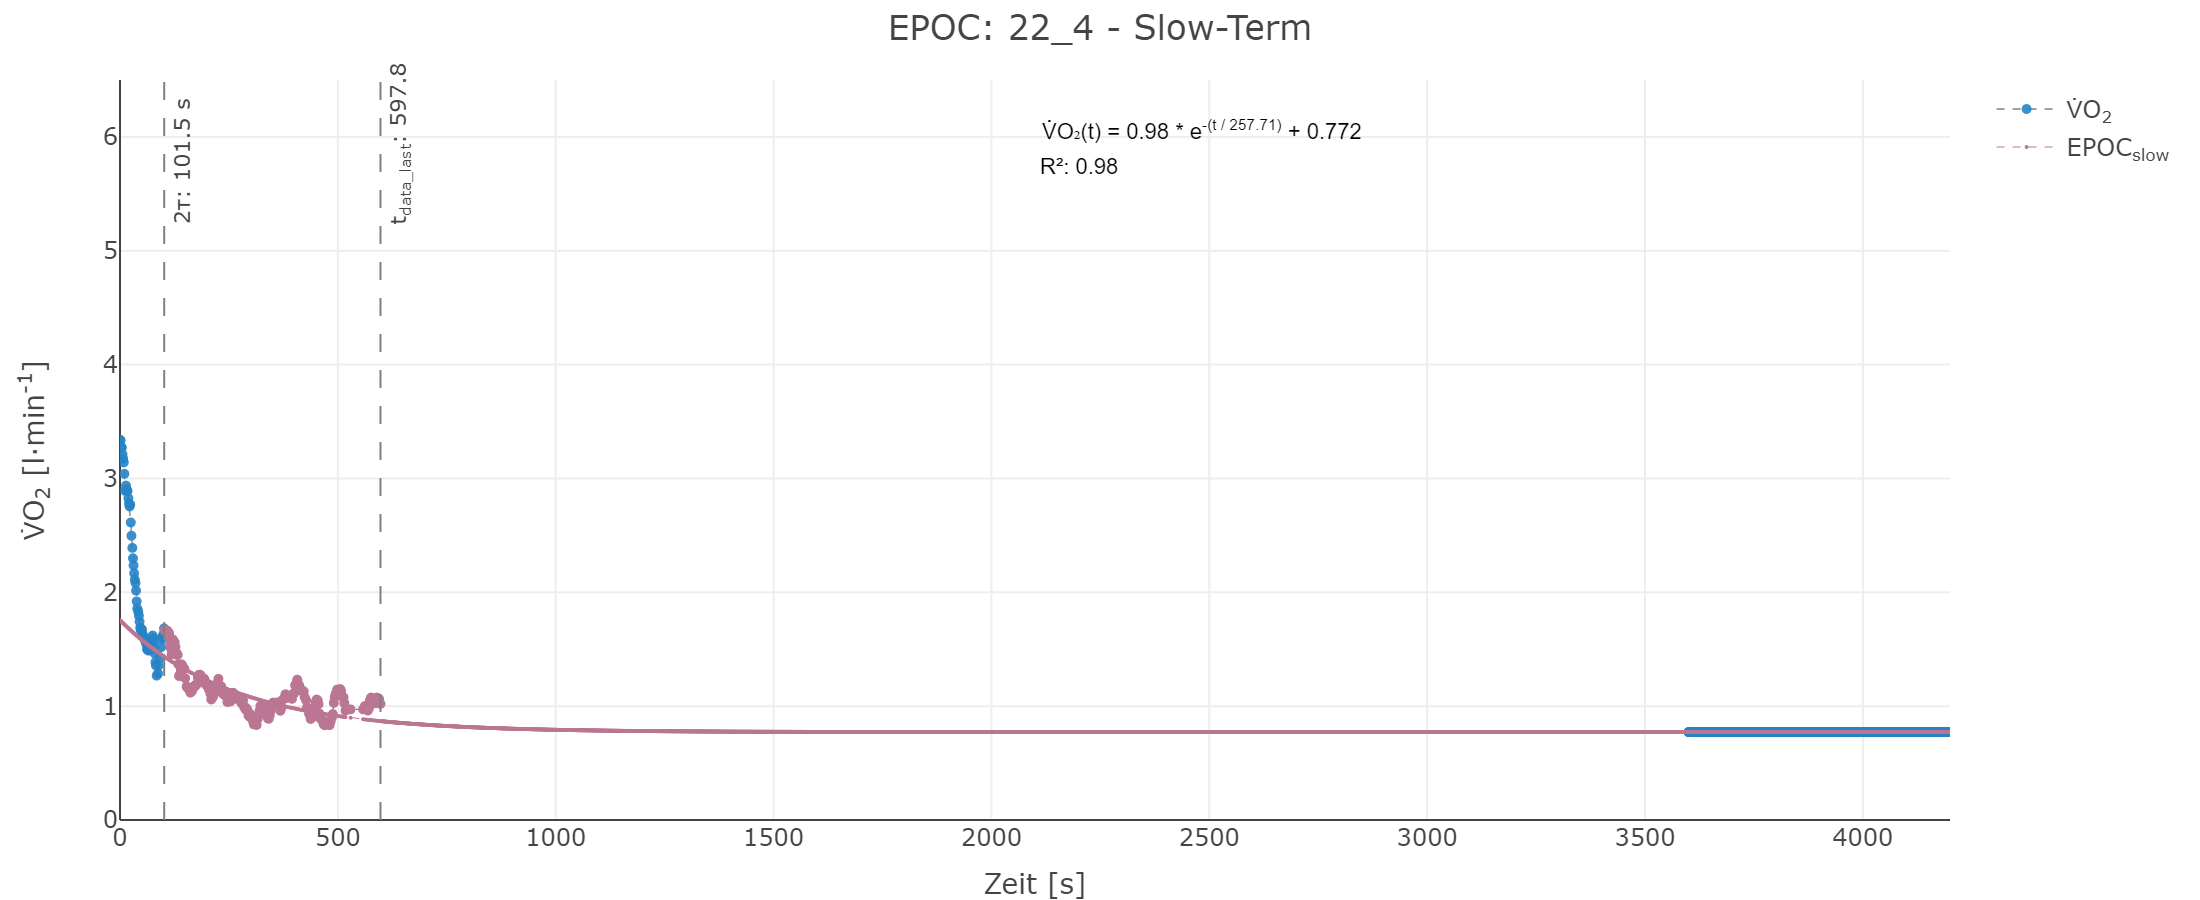 EPOC: 22_4 - Slow-Term
V̇O₂ [l·min⁻¹]
6
5
4
3
2
1
0
2τ: 101.5 s
t_data_last: 597.8
V̇O₂(t) = 0.98 * e^-(t / 257.71) + 0.772
R²: 0.98
V̇O₂
EPOC_slow
0 500 1000 1500 2000 2500 3000 3500 4000
Zeit [s]